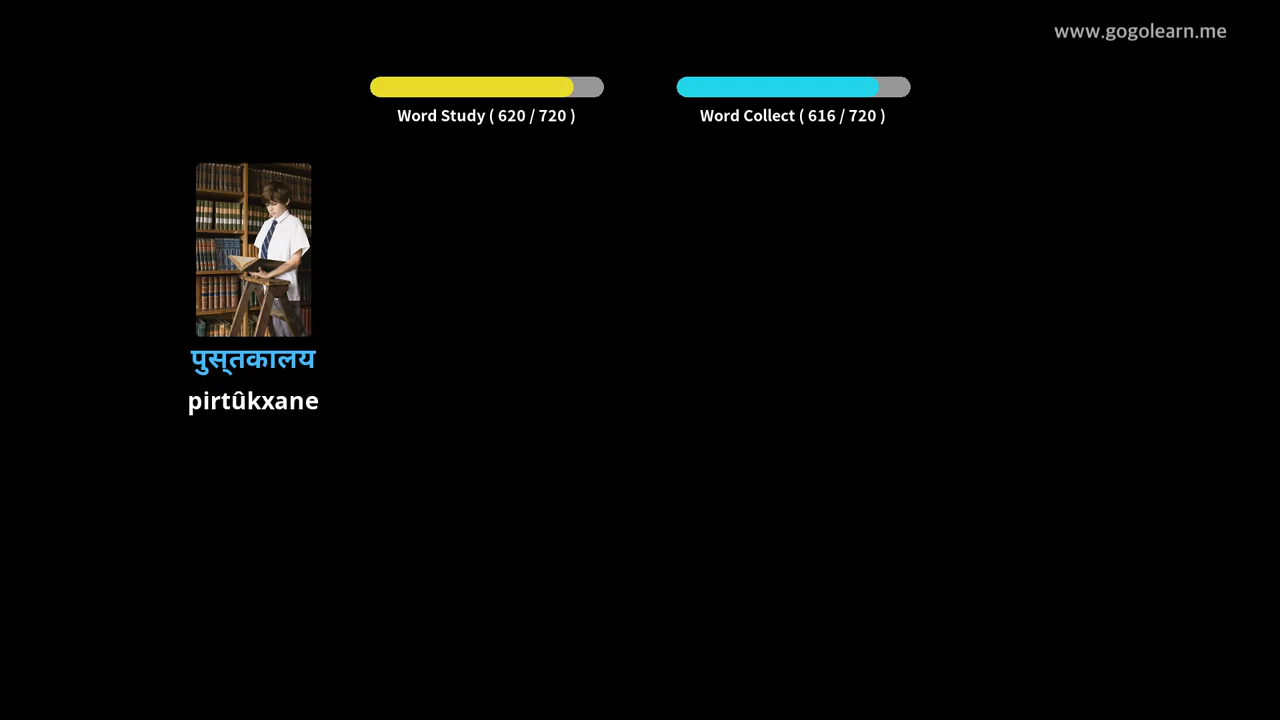 www.gogolearn.me
Word Study ( 620 / 720 )
Word Collect ( 616 / 720 )
पुस्तकालय
pirtûkxane